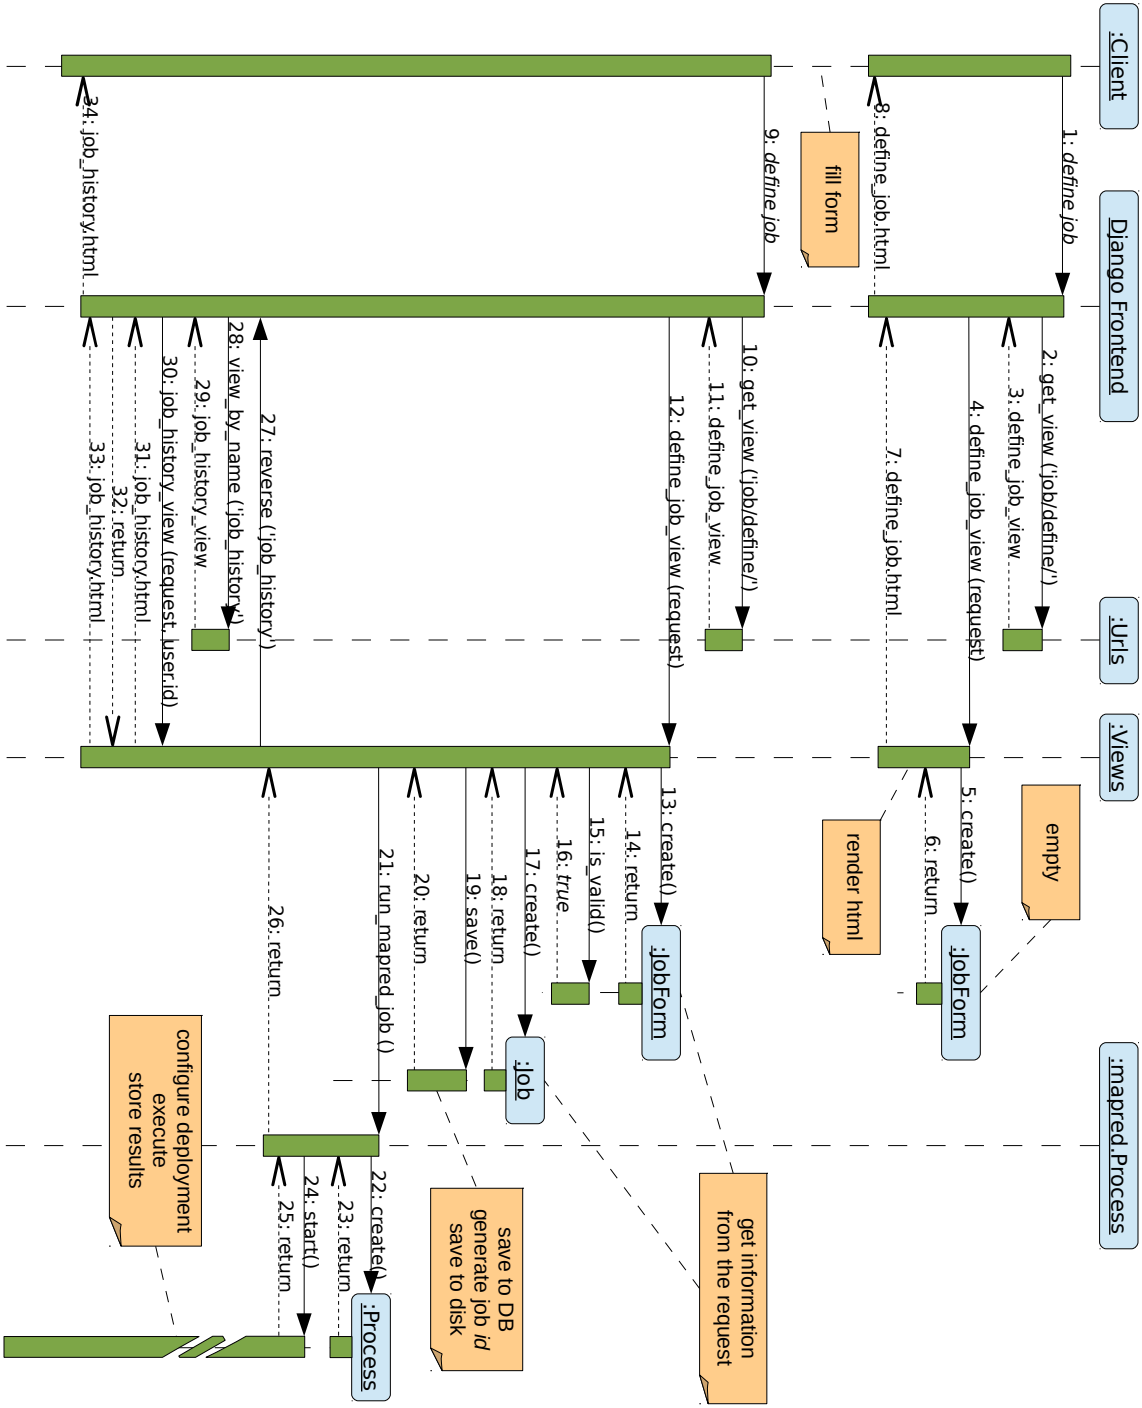 :Client
Django Frontend
:Urls
:Views
:mapred.Process
1: define job
2: get_view ('job/define/')
3: define_job_view
4: define_job_view (request)
5: create()
:JobForm
empty
6: return
render html
7: define_job.html
8: define_job.html
fill form
9: define job
10: get_view ('job/define/')
11: define_job_view
12: define_job_view (request)
13: create()
:JobForm
14: return
15: is_valid()
16: true
17: create()
:Job
get information
from the request
18: return
19: save()
20: return
save to DB
generate job id
save to disk
21: run_mapred_job ()
22: create()
:Process
23: return
24: start()
25: return
configure deployment
execute
store results
26: return
27: reverse ('job_history')
28: view_by_name ('job_history')
29: job_history_view
30: job_history_view (request, user.id)
31: job_history.html
32: return
33: job_history.html
34: job_history.html